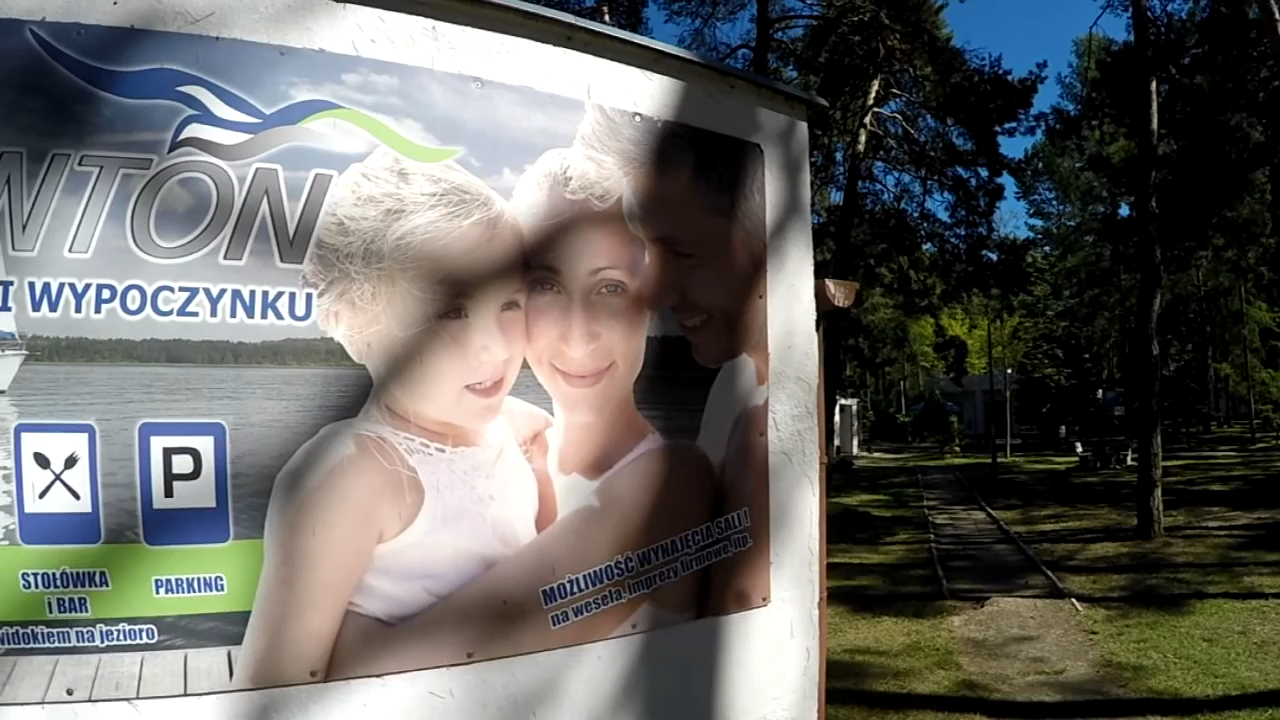 WTON
I WYPOCZYNKU
P
STOŁÓWKA
i BAR
PARKING
widokiem na jezioro
MOŻLIWOŚĆ WYNAJĘCIA SALI !
na wesela, imprezy firmowe, itp.